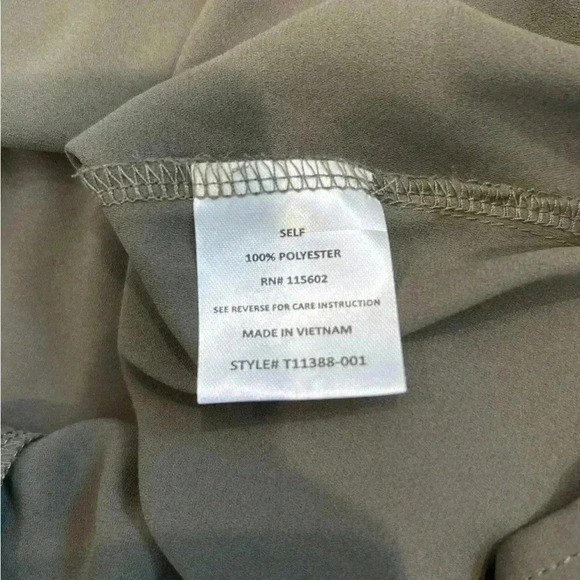 SELF
100% POLYESTER
RN# 115602
SEE REVERSE FOR CARE INSTRUCTION
MADE IN VIETNAM
STYLE# T11388-001